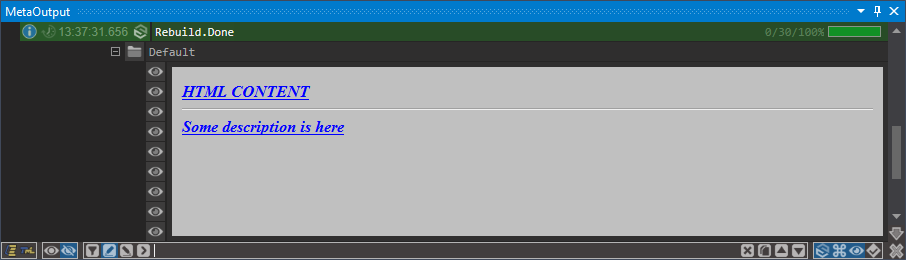 MetaOutput
13:37:31.656 Rebuild.Done 0/30/100%
Default
HTML CONTENT
Some description is here